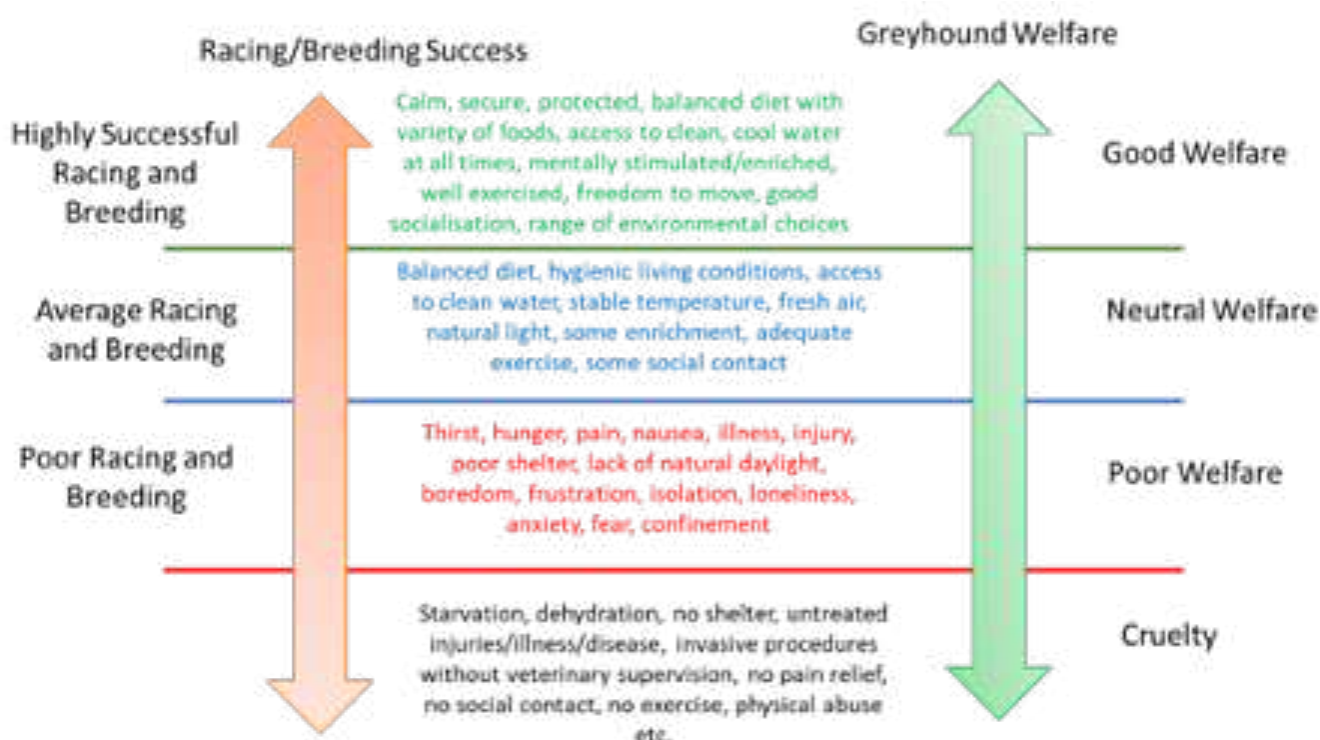 Racing/Breeding Success
Greyhound Welfare
Highly Successful
Racing and
Breeding
Calm, secure, protected, balanced diet with
variety of foods, access to clean, cool water
at all times, mentally stimulated/enriched,
well exercised, freedom to move, good
socialisation, range of environmental choices
Good Welfare
Average Racing
and Breeding
Balanced diet, hygienic living conditions, access
to clean water, stable temperature, fresh air,
natural light, some enrichment, adequate
exercise, some social contact
Neutral Welfare
Poor Racing and
Breeding
Thirst, hunger, pain, nausea, illness, injury,
poor shelter, lack of natural daylight,
boredom, frustration, isolation, loneliness,
anxiety, fear, confinement
Poor Welfare
Starvation, dehydration, no shelter, untreated
injuries/illness/disease, invasive procedures
without veterinary supervision, no pain relief,
no social contact, no exercise, physical abuse
etc.
Cruelty